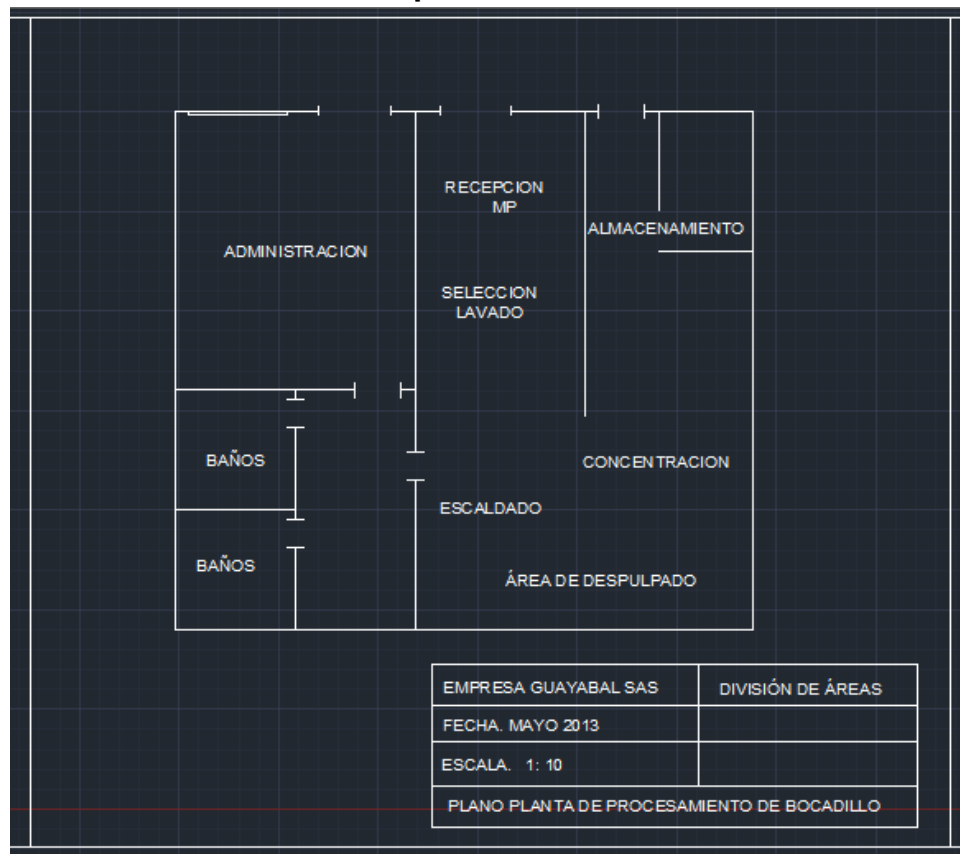 RECEPCION
MP
ALMACENAMIENTO
ADMINISTRACION
SELECCION
LAVADO
BAÑOS
CONCENTRACION
ESCALDADO
BAÑOS
ÁREA DE DESPULPADO
EMPRESA GUAYABAL SAS
DIVISIÓN DE ÁREAS
FECHA. MAYO 2013
ESCALA. 1: 10
PLANO PLANTA DE PROCESAMIENTO DE BOCADILLO